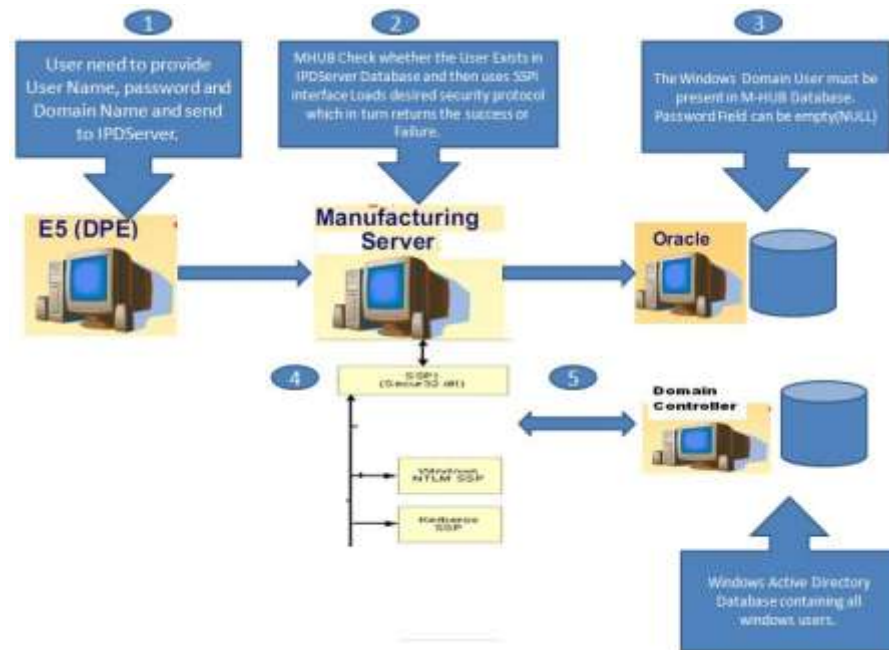 1
User need to provide
User Name, password and
Domain Name and send
to IPDServer.
2
MHUB Check whether the User Exists in
IPDServer Database and then uses SSPI
interface Loads desired security protocol
which in turn returns the success or
Failure.
3
The Windows Domain User must be
present in M-HUB Database.
Password Field can be empty(NULL)
E5 (DPE)
Manufacturing
Server
Oracle
4
SSPI
(Secur32 dll)
5
Domain
Controller
Windows
NTLM SSP
Kerberos
SSP
Windows Active Directory
Database containing all
windows users.